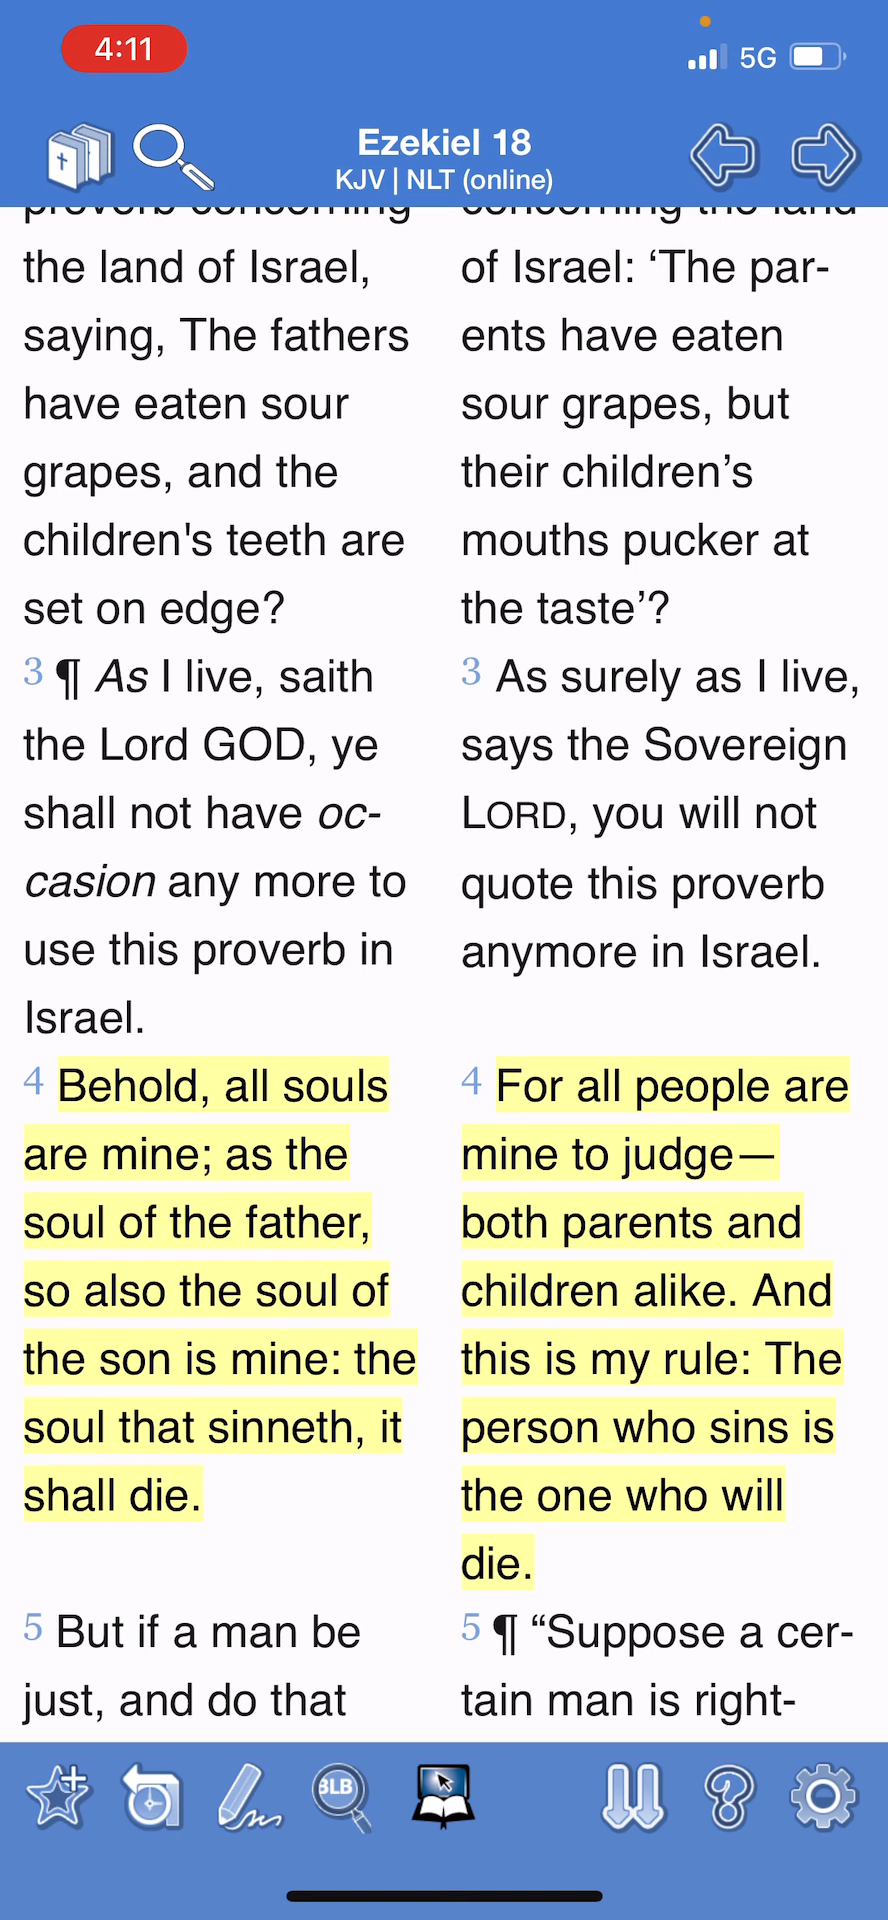 4:11
5G
Ezekiel 18
KJV | NLT (online)
proverb concerning
the land of Israel,
saying, The fathers
have eaten sour
grapes, and the
children's teeth are
set on edge?
3 ¶ As I live, saith
the Lord GOD, ye
shall not have oc-
casion any more to
use this proverb in
Israel.
4 Behold, all souls
are mine; as the
soul of the father,
so also the soul of
the son is mine: the
soul that sinneth, it
shall die.
5 But if a man be
just, and do that
concerning the land
of Israel: ‘The par-
ents have eaten
sour grapes, but
their children’s
mouths pucker at
the taste’?
3 As surely as I live,
says the Sovereign
LORD, you will not
quote this proverb
anymore in Israel.
4 For all people are
mine to judge—
both parents and
children alike. And
this is my rule: The
person who sins is
the one who will
die.
5 ¶ “Suppose a cer-
tain man is right-
BLB